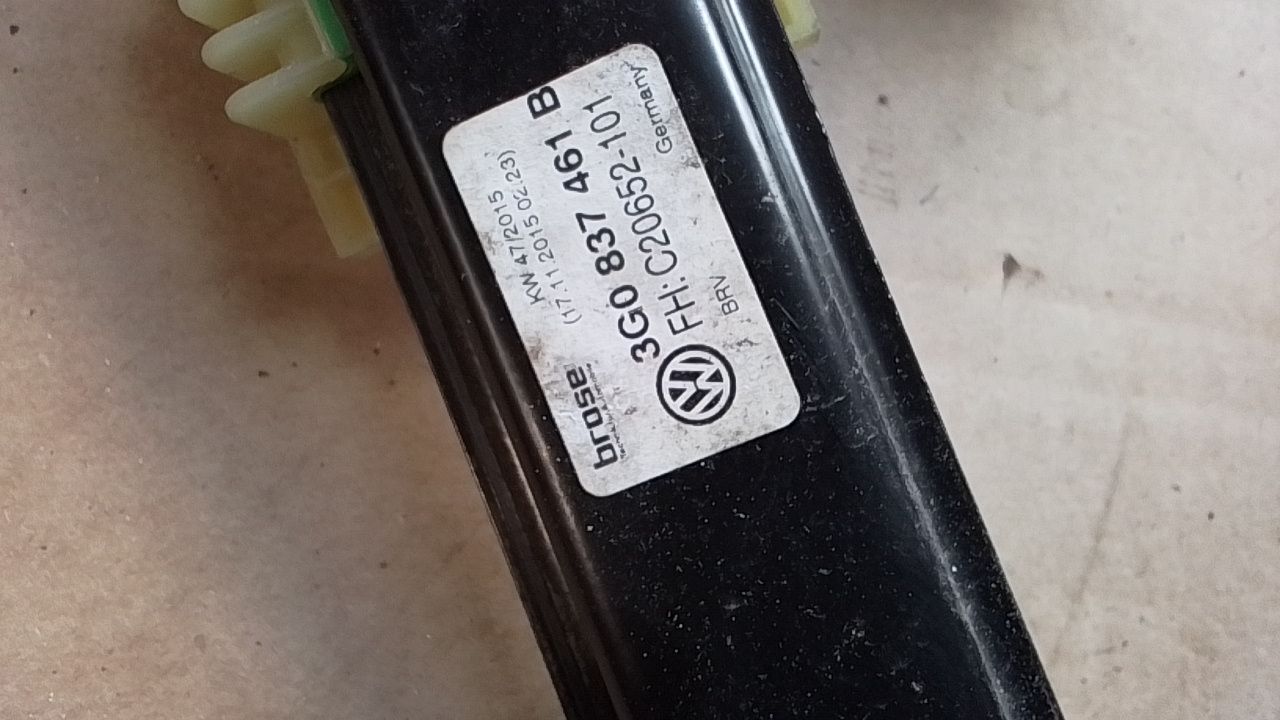 KW 47/2015
(17.11.2015 02:23)
brose
3G0 837 461 B
FH: C20652-101
BRV Germany